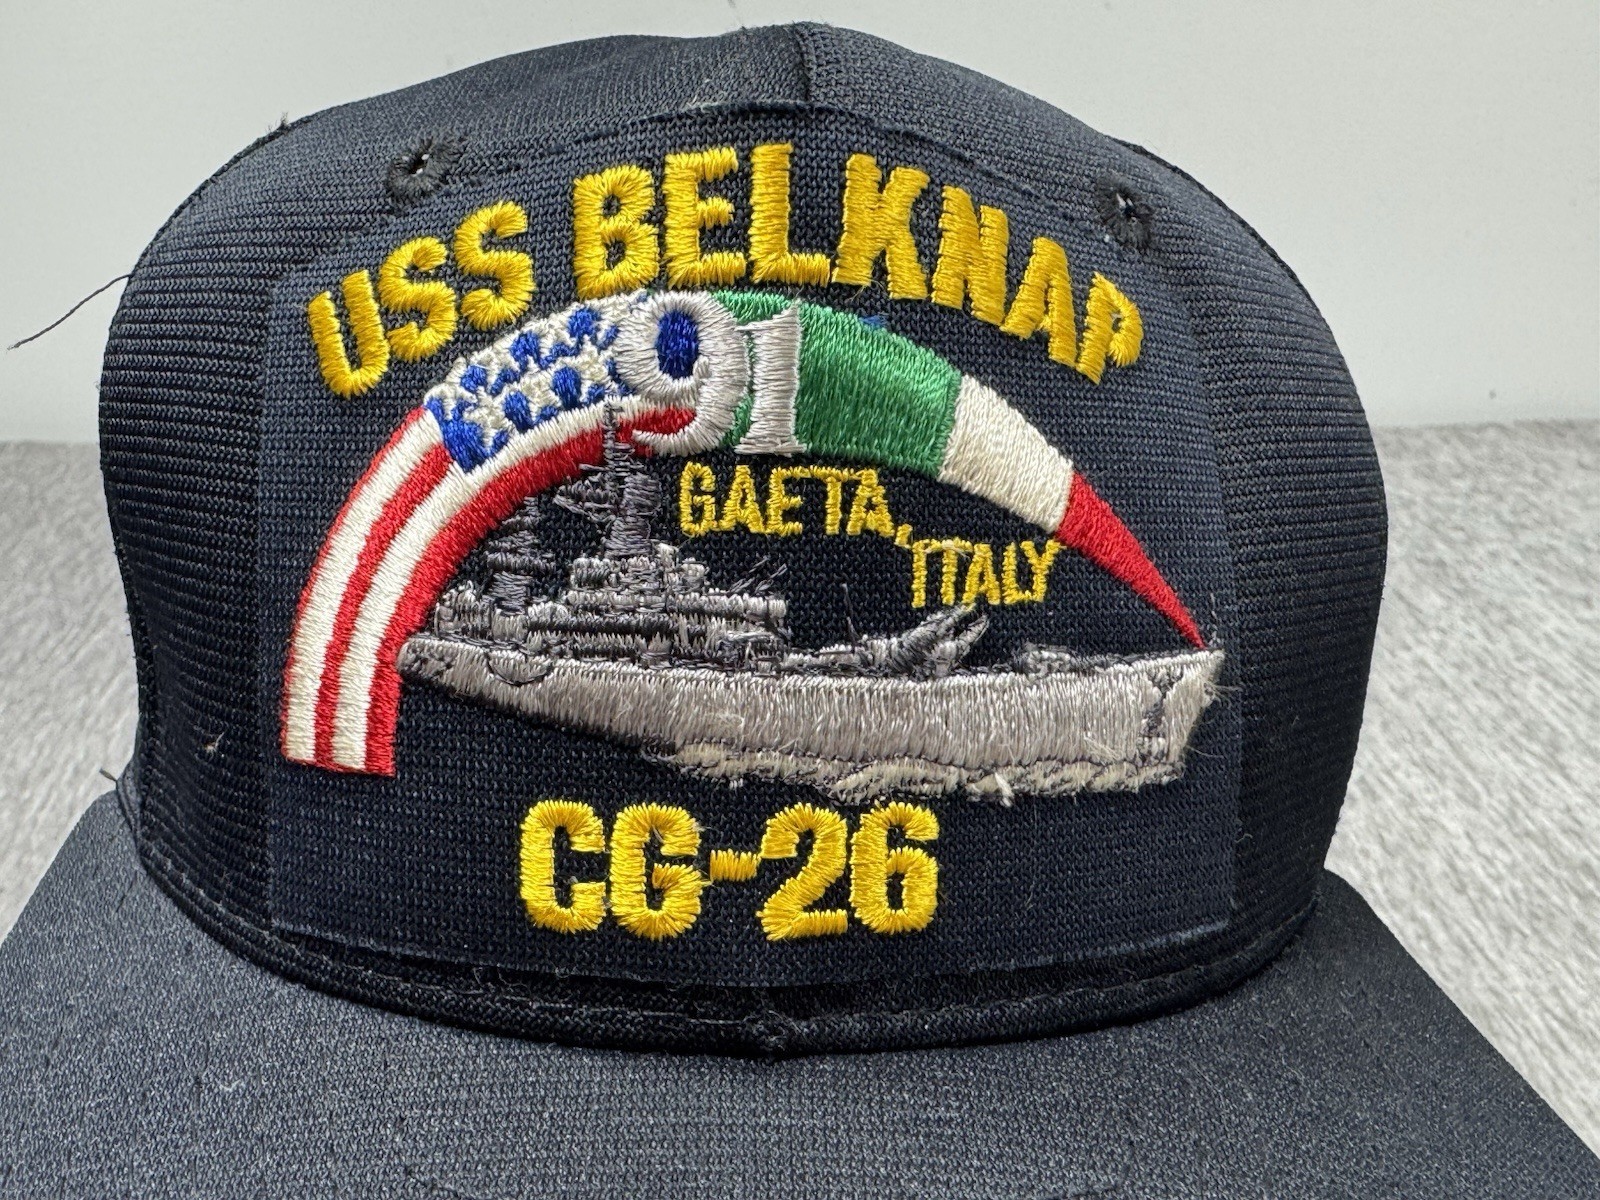 USS BELKNAP
91
GAETA, ITALY
CG-26